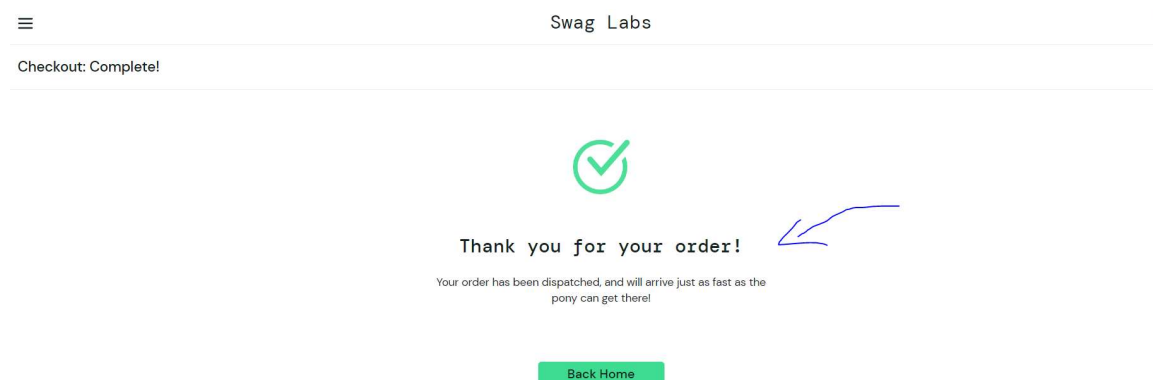 Swag Labs
Checkout: Complete!
Thank you for your order!
Your order has been dispatched, and will arrive just as fast as the
pony can get there!
Back Home